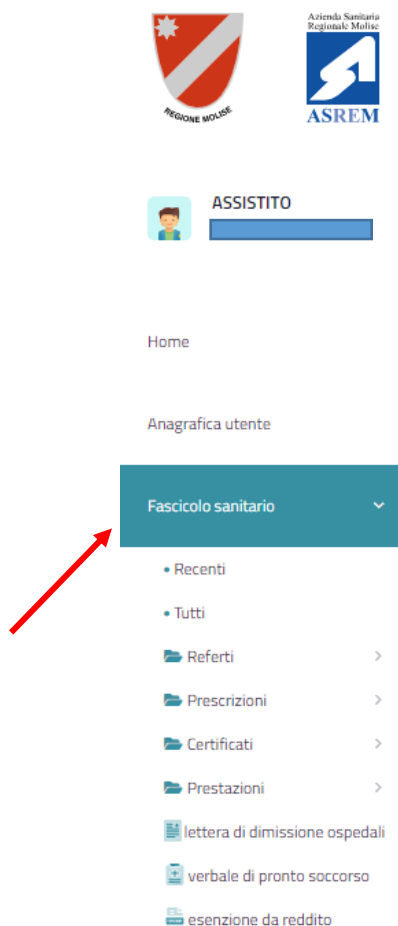 Azienda Sanitaria
Regionale Molise
REGIONE MOLISE
ASREM
ASSISTITO
Home
Anagrafica utente
Fascicolo sanitario
• Recenti
• Tutti
Referti
Prescrizioni
Certificati
Prestazioni
lettera di dimissione ospedali
verbale di pronto soccorso
esenzione da reddito